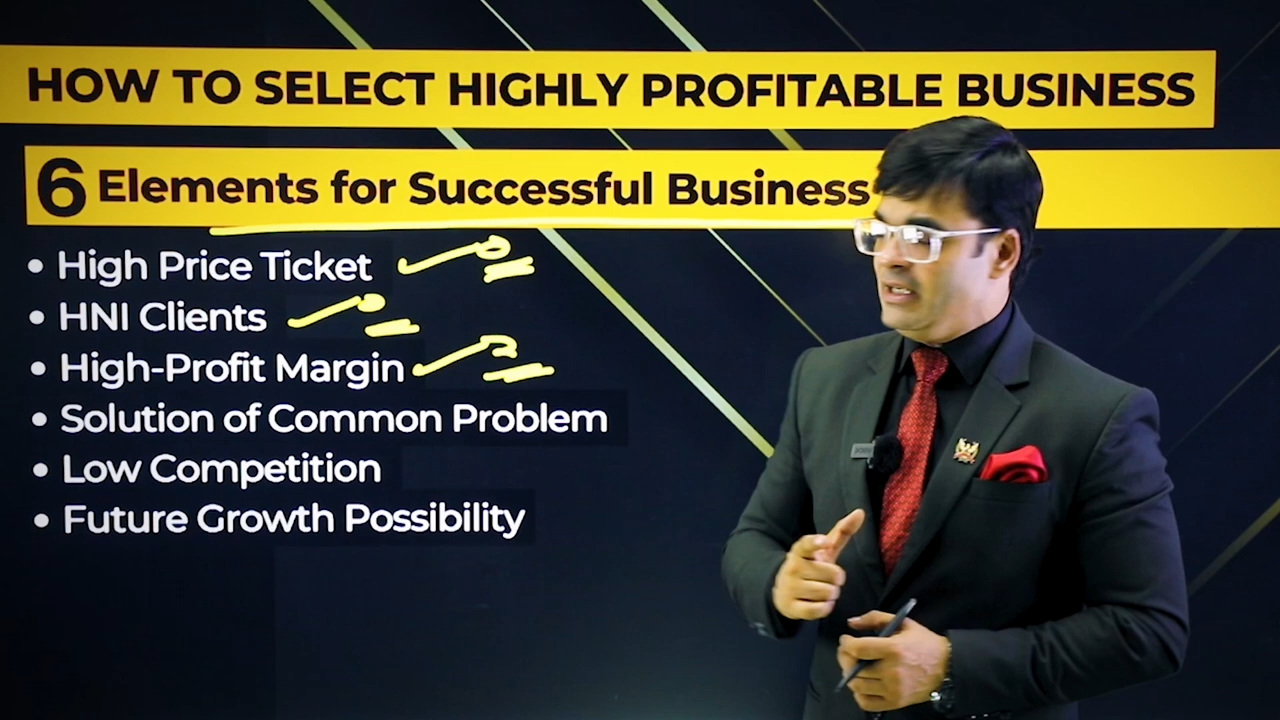 HOW TO SELECT HIGHLY PROFITABLE BUSINESS
6 Elements for Successful Business
• High Price Ticket
• HNI Clients
• High-Profit Margin
• Solution of Common Problem
• Low Competition
• Future Growth Possibility